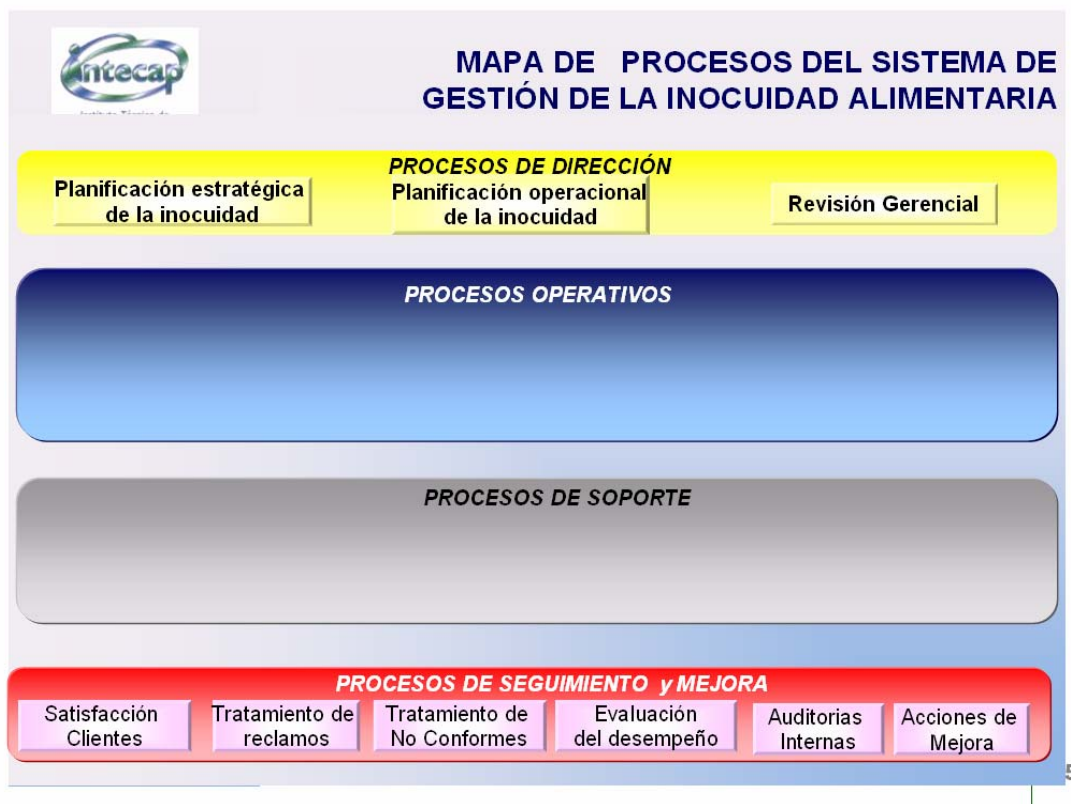 intecap
MAPA DE PROCESOS DEL SISTEMA DE
GESTIÓN DE LA INOCUIDAD ALIMENTARIA
PROCESOS DE DIRECCIÓN
Planificación estratégica
de la inocuidad
Planificación operacional
de la inocuidad
Revisión Gerencial
PROCESOS OPERATIVOS
PROCESOS DE SOPORTE
PROCESOS DE SEGUIMIENTO y MEJORA
Satisfacción
Clientes
Tratamiento de
reclamos
Tratamiento de
No Conformes
Evaluación
del desempeño
Auditorias
Internas
Acciones de
Mejora
5